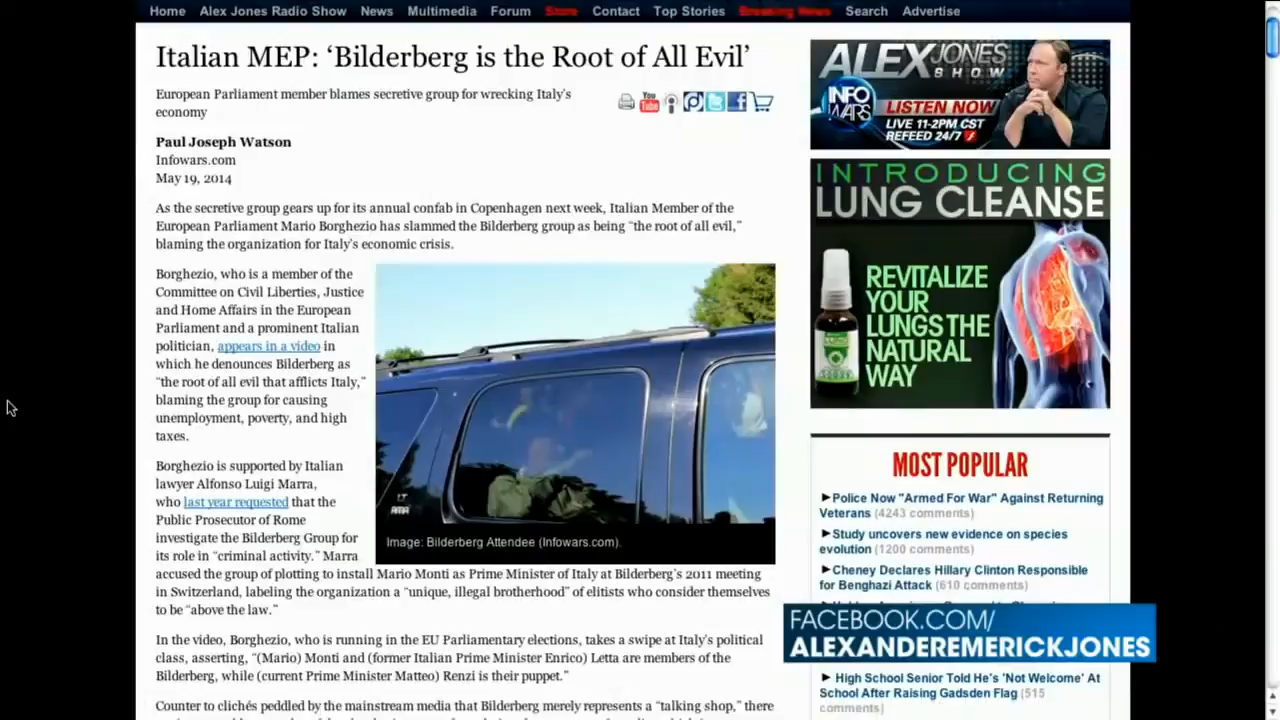 Home Alex Jones Radio Show News Multimedia Forum Store Contact Top Stories Breaking News Search Advertise
Italian MEP: ‘Bilderberg is the Root of All Evil’
European Parliament member blames secretive group for wrecking Italy's
economy
You
Tube
Paul Joseph Watson
Infowars.com
May 19, 2014
As the secretive group gears up for its annual confab in Copenhagen next week, Italian Member of the
European Parliament Mario Borghezio has slammed the Bilderberg group as being “the root of all evil,”
blaming the organization for Italy’s economic crisis.
Borghezio, who is a member of the
Committee on Civil Liberties, Justice
and Home Affairs in the European
Parliament and a prominent Italian
politician, appears in a video in
which he denounces Bilderberg as
“the root of all evil that afflicts Italy,”
blaming the group for causing
unemployment, poverty, and high
taxes.
Image: Bilderberg Attendee (Infowars.com).
Borghezio is supported by Italian
lawyer Alfonso Luigi Marra,
who last year requested that the
Public Prosecutor of Rome
investigate the Bilderberg Group for
its role in “criminal activity.” Marra
accused the group of plotting to install Mario Monti as Prime Minister of Italy at Bilderberg’s 2011 meeting
in Switzerland, labeling the organization a “unique, illegal brotherhood” of elitists who consider themselves
to be “above the law.”
In the video, Borghezio, who is running in the EU Parliamentary elections, takes a swipe at Italy’s political
class, asserting, “(Mario) Monti and (former Italian Prime Minister Enrico) Letta are members of the
Bilderberg, while (current Prime Minister Matteo) Renzi is their puppet.”
Counter to clichés peddled by the mainstream media that Bilderberg merely represents a “talking shop,” there
ALEX JONES
SHOW
INFO
WARS
LISTEN NOW
LIVE 11-2PM CST
REFEED 24/7
INTRODUCING
LUNG CLEANSE
REVITALIZE
YOUR
LUNGS THE
NATURAL
WAY
MOST POPULAR
Police Now "Armed For War" Against Returning
Veterans (4243 comments)
Study uncovers new evidence on species
evolution (1200 comments)
Cheney Declares Hillary Clinton Responsible
for Benghazi Attack (610 comments)
FACEBOOK.COM/
ALEXANDEREMERICKJONES
High School Senior Told He's 'Not Welcome' At
School After Raising Gadsden Flag (515
comments)